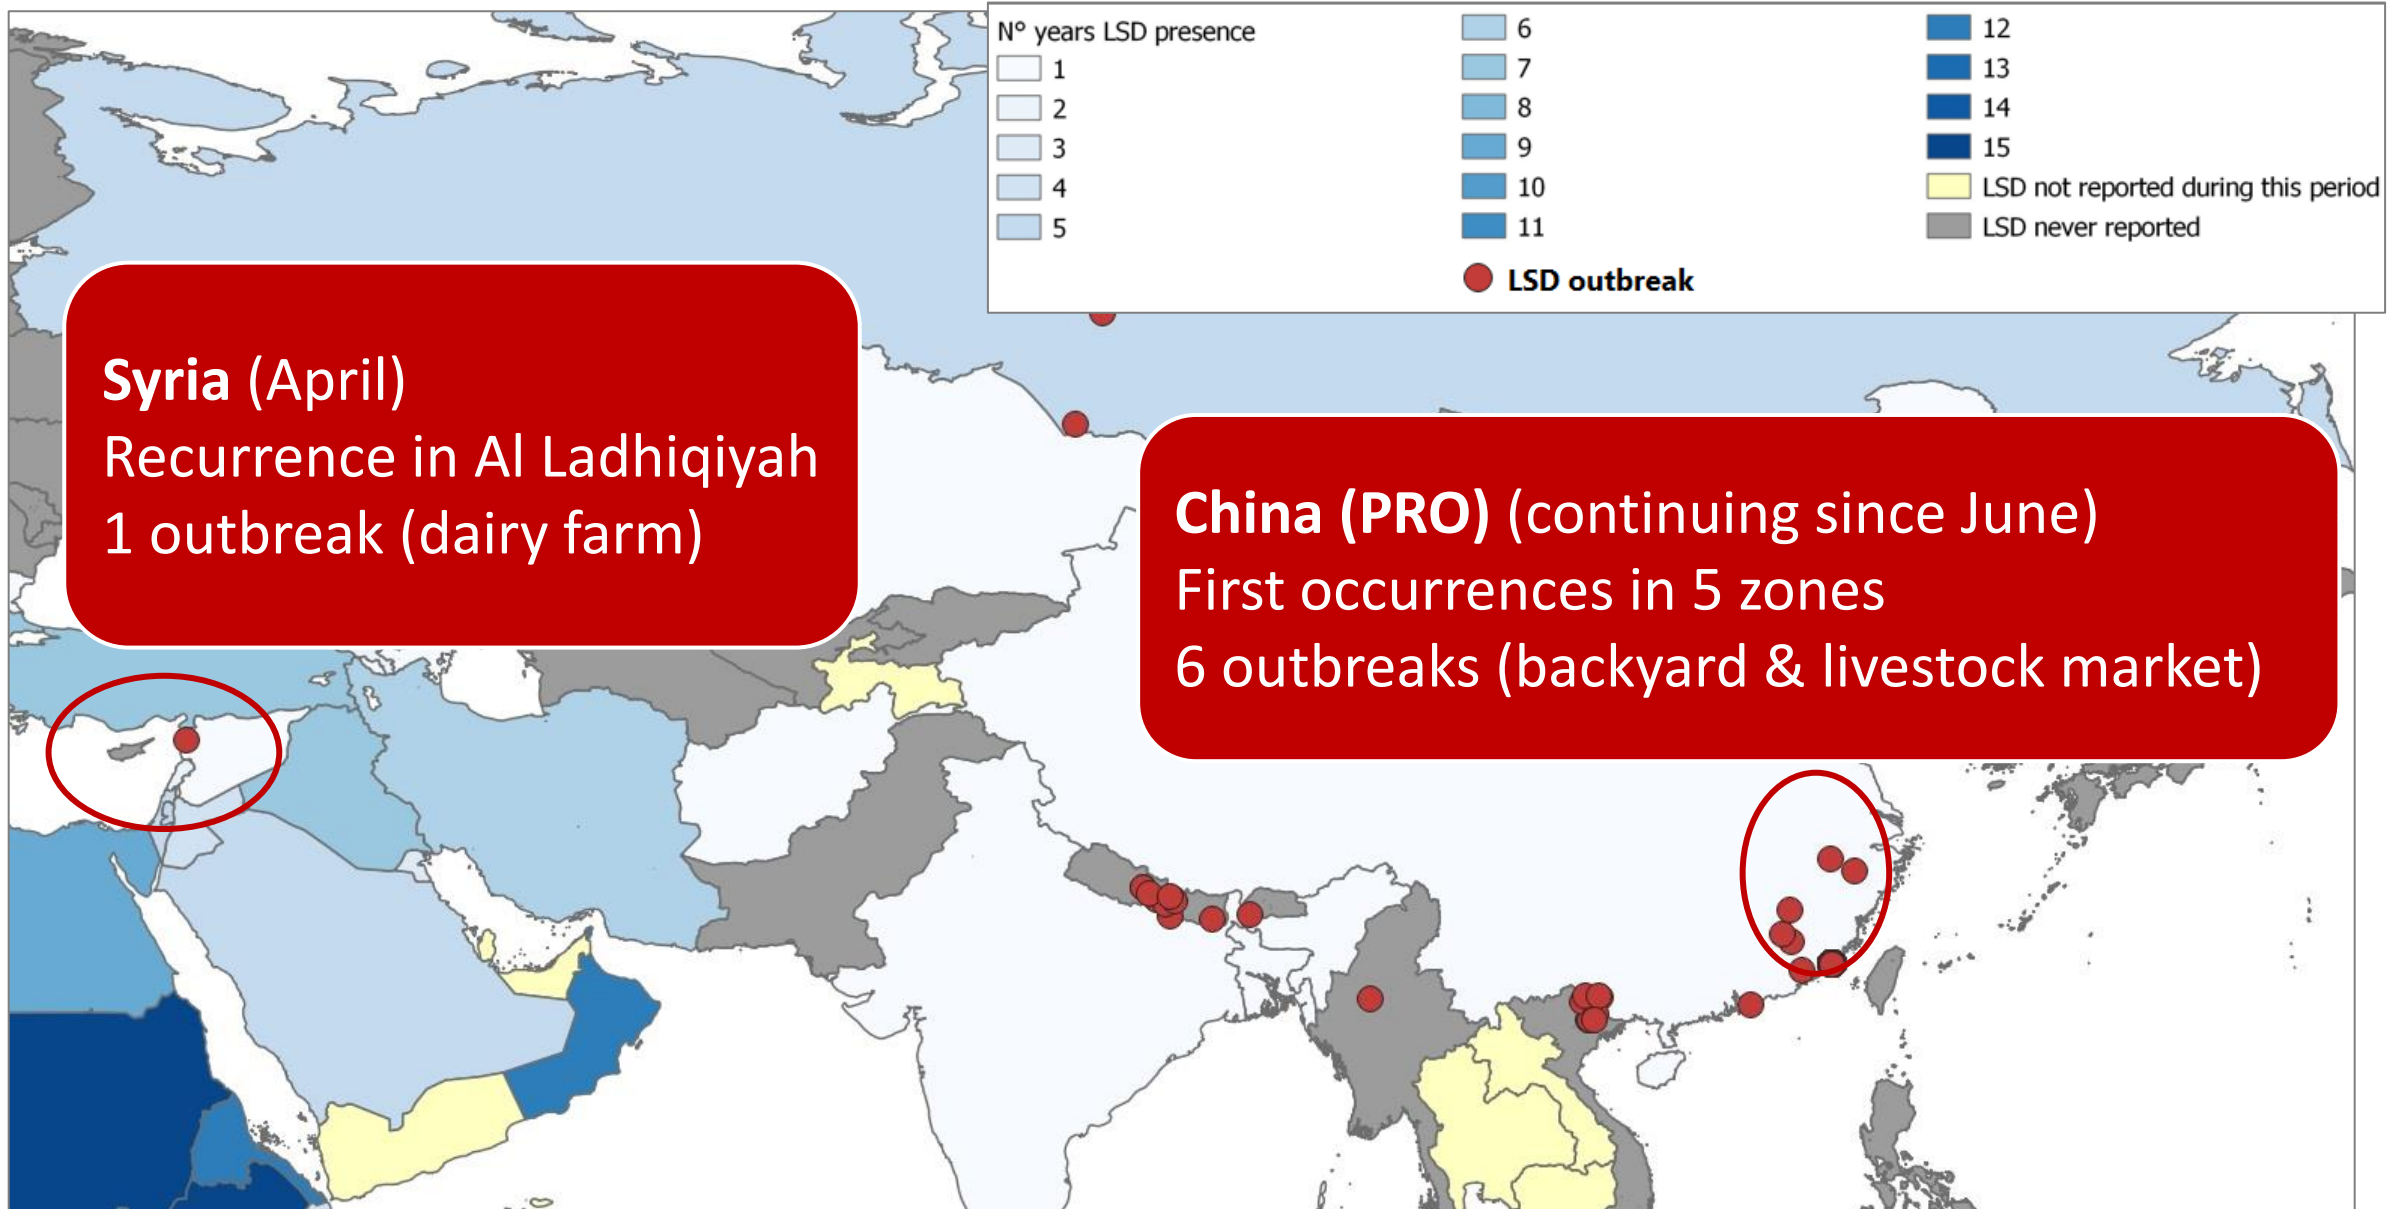 N° years LSD presence
1
2
3
4
5
6
7
8
9
10
11
12
13
14
15
LSD not reported during this period
LSD never reported
LSD outbreak
Syria (April)
Recurrence in Al Ladhiqiyah
1 outbreak (dairy farm)
China (PRO) (continuing since June)
First occurrences in 5 zones
6 outbreaks (backyard & livestock market)